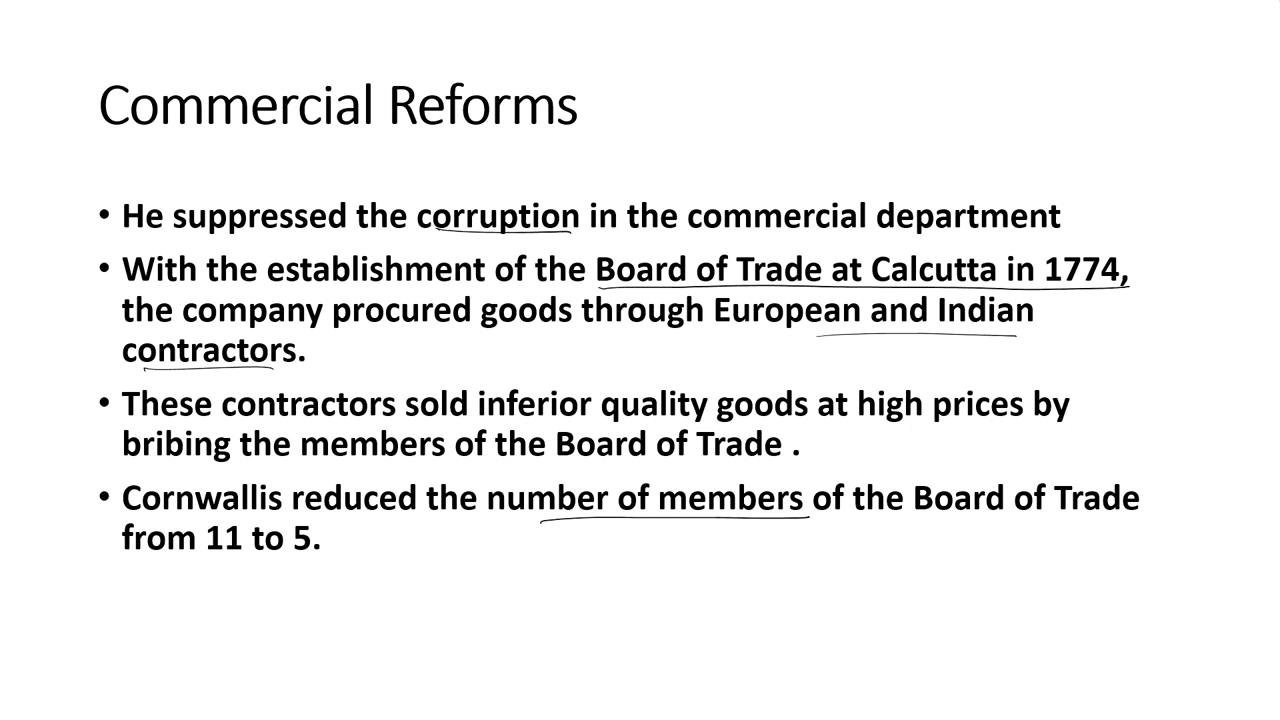 Commercial Reforms
• He suppressed the corruption in the commercial department
• With the establishment of the Board of Trade at Calcutta in 1774,
the company procured goods through European and Indian
contractors.
• These contractors sold inferior quality goods at high prices by
bribing the members of the Board of Trade .
• Cornwallis reduced the number of members of the Board of Trade
from 11 to 5.